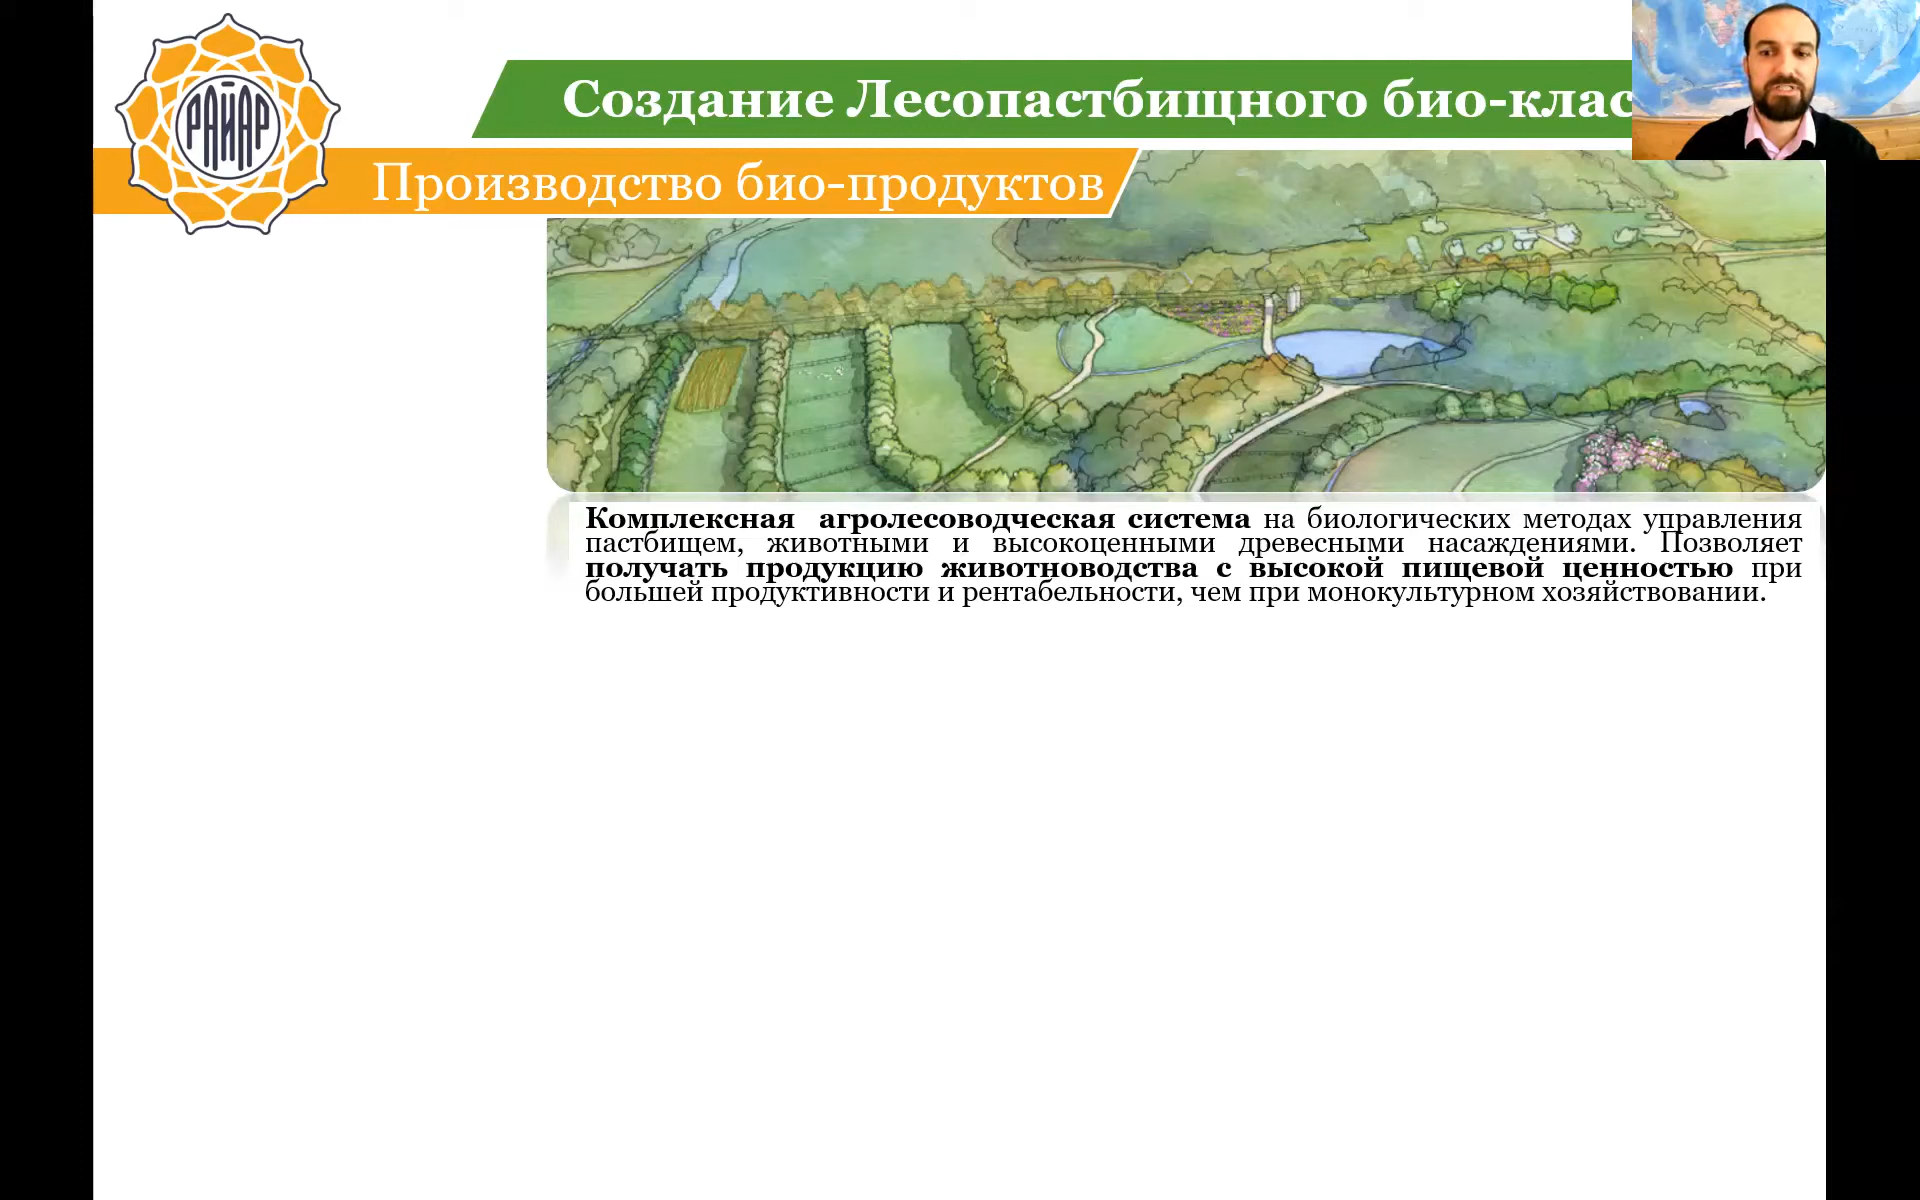 РАЙАР
Создание Лесопастбищного био-клас
Производство био-продуктов
Комплексная агролесоводческая система на биологических методах управления
пастбищем, животными и высокоценными древесными насаждениями. Позволяет
получать продукцию животноводства с высокой пищевой ценностью при
большей продуктивности и рентабельности, чем при монокультурном хозяйствовании.